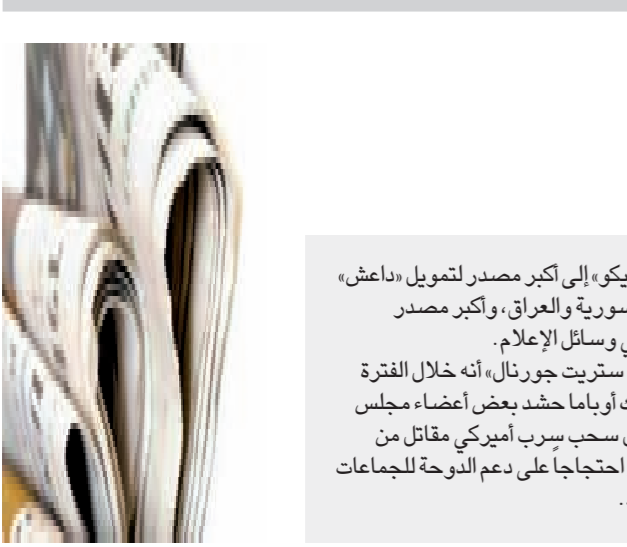 يكو» إلى أكبر مصدر لتمويل «داعش»
سورية والعراق، وأكبر مصدر
ي وسائل الإعلام.
ستريت جورنال» أنه خلال الفترة
ك أوباما حشد بعض أعضاء مجلس
ى سحب سربٍ أميركي مقاتل من
احتجاجاً على دعم الدوحة للجماعات
.